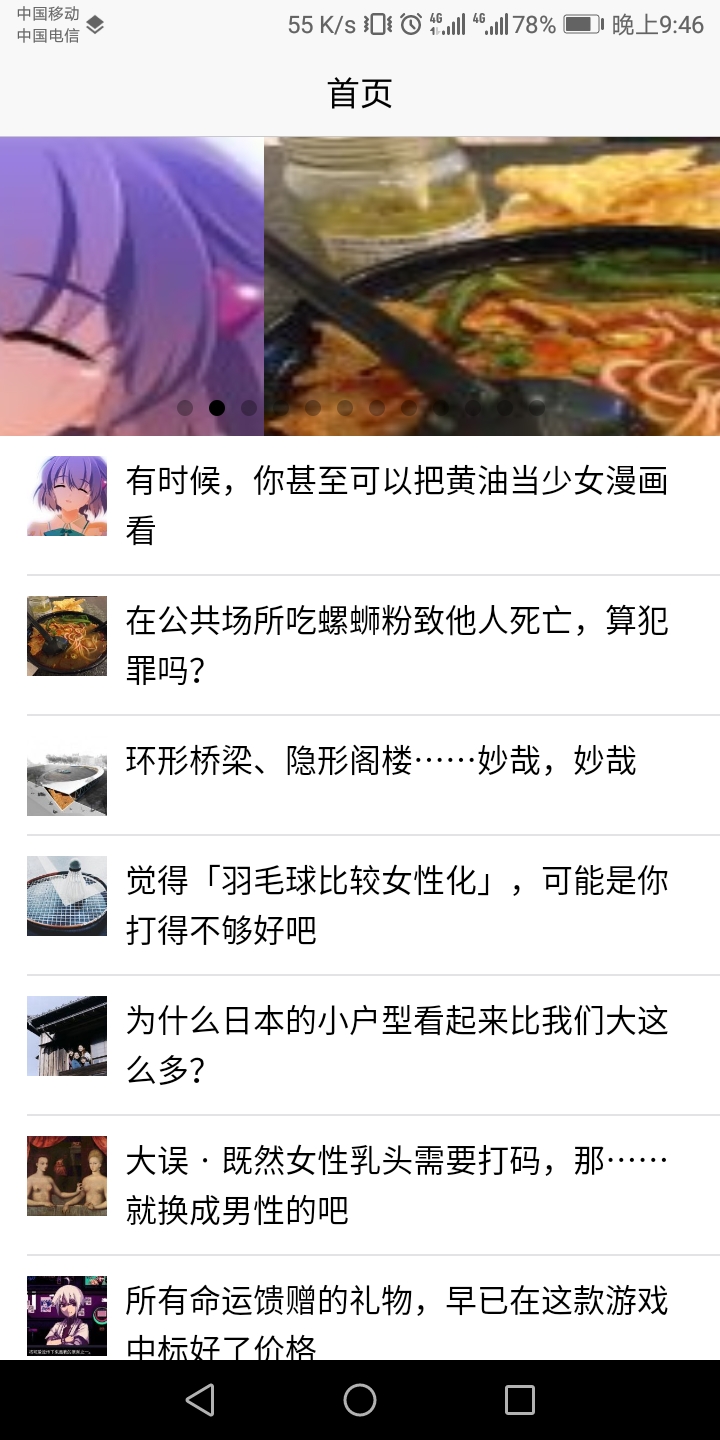 中国移动
中国电信
55 K/s 4G 4G 78% 晚上9:46
首页
有时候，你甚至可以把黄油当少女漫画
看
在公共场所吃螺蛳粉致他人死亡，算犯
罪吗？
环形桥梁、隐形阁楼……妙哉，妙哉
觉得「羽毛球比较女性化」，可能是你
打得不够好吧
为什么日本的小户型看起来比我们大这
么多？
大误 · 既然女性乳头需要打码，那……
就换成男性的吧
所有命运馈赠的礼物，早已在这款游戏
中标好了价格